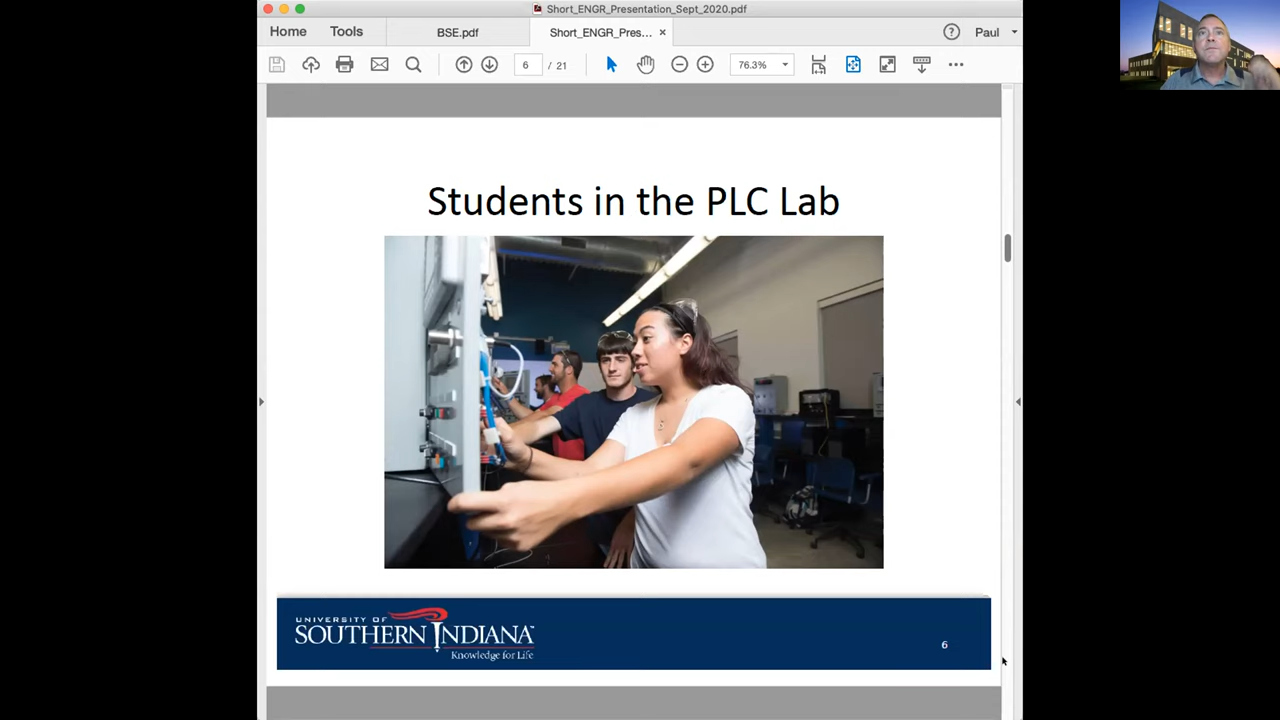 Short_ENGR_Presentation_Sept_2020.pdf
Home
Tools
BSE.pdf
Short_ENGR_Pres...
Paul
6 / 21
76.3%
Students in the PLC Lab
UNIVERSITY OF
SOUTHERN INDIANA
Knowledge for Life
6